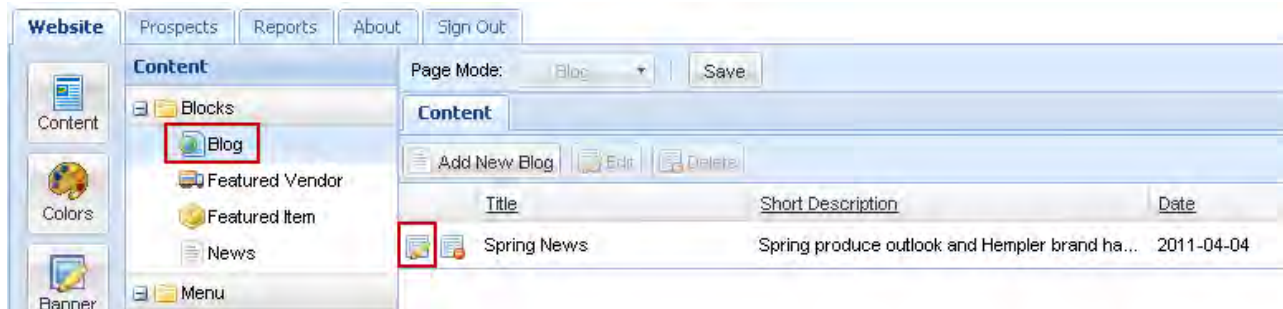 Website Prospects Reports About Sign Out
Content
Colors
Banner
Content
Blocks
Blog
Featured Vendor
Featured Item
News
Menu
Page Mode: Blog Save
Content
Add New Blog Edit Delete
Title Short Description Date
Spring News Spring produce outlook and Hempler brand ha... 2011-04-04